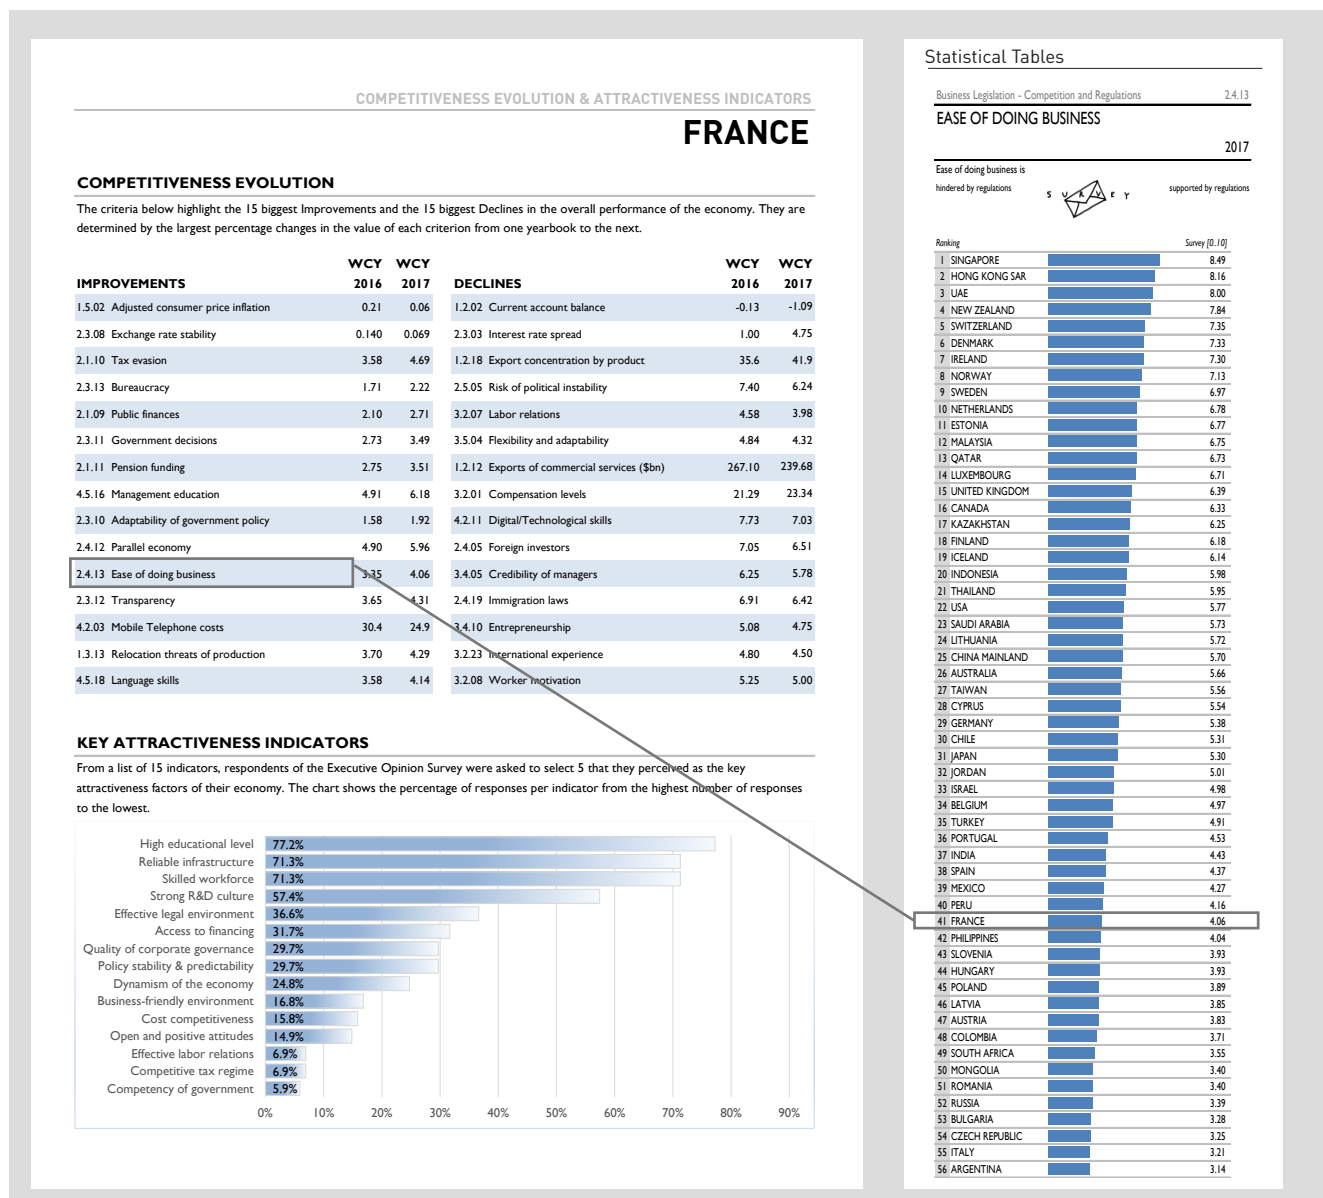 COMPETITIVENESS EVOLUTION & ATTRACTIVENESS INDICATORS
FRANCE
COMPETITIVENESS EVOLUTION
The criteria below highlight the 15 biggest Improvements and the 15 biggest Declines in the overall performance of the economy. They are
determined by the largest percentage changes in the value of each criterion from one yearbook to the next.
WCY WCY
IMPROVEMENTS 2016 2017
1.5.02 Adjusted consumer price inflation 0.21 0.06
2.3.08 Exchange rate stability 0.140 0.069
2.1.10 Tax evasion 3.58 4.69
2.3.13 Bureaucracy 1.71 2.22
2.1.09 Public finances 2.10 2.71
2.3.11 Government decisions 2.73 3.49
2.1.11 Pension funding 2.75 3.51
4.5.16 Management education 4.91 6.18
2.3.10 Adaptability of government policy 1.58 1.92
2.4.12 Parallel economy 4.90 5.96
2.4.13 Ease of doing business 3.35 4.06
2.3.12 Transparency 3.65 4.31
4.2.03 Mobile Telephone costs 30.4 24.9
1.3.13 Relocation threats of production 3.70 4.29
4.5.18 Language skills 3.58 4.14
WCY WCY
DECLINES 2016 2017
1.2.02 Current account balance -0.13 -1.09
2.3.03 Interest rate spread 1.00 4.75
1.2.18 Export concentration by product 35.6 41.9
2.5.05 Risk of political instability 7.40 6.24
3.2.07 Labor relations 4.58 3.98
3.5.04 Flexibility and adaptability 4.84 4.32
1.2.12 Exports of commercial services ($bn) 267.10 239.68
3.2.01 Compensation levels 21.29 23.34
4.2.11 Digital/Technological skills 7.73 7.03
2.4.05 Foreign investors 7.05 6.51
3.4.05 Credibility of managers 6.25 5.78
2.4.19 Immigration laws 6.91 6.42
3.4.10 Entrepreneurship 5.08 4.75
3.2.23 International experience 4.80 4.50
3.2.08 Worker motivation 5.25 5.00
KEY ATTRACTIVENESS INDICATORS
From a list of 15 indicators, respondents of the Executive Opinion Survey were asked to select 5 that they perceived as the key
attractiveness factors of their economy. The chart shows the percentage of responses per indicator from the highest number of responses
to the lowest.
High educational level 77.2%
Reliable infrastructure 71.3%
Skilled workforce 71.3%
Strong R&D culture 57.4%
Effective legal environment 36.6%
Access to financing 31.7%
Quality of corporate governance 29.7%
Policy stability & predictability 29.7%
Dynamism of the economy 24.8%
Business-friendly environment 16.8%
Cost competitiveness 15.8%
Open and positive attitudes 14.9%
Effective labor relations 6.9%
Competitive tax regime 6.9%
Competency of government 5.9%
0% 10% 20% 30% 40% 50% 60% 70% 80% 90%
Statistical Tables
Business Legislation - Competition and Regulations 2.4.13
EASE OF DOING BUSINESS
2017
Ease of doing business is
hindered by regulations SURVEY supported by regulations
Ranking Survey [0..10]
1 SINGAPORE 8.49
2 HONG KONG SAR 8.16
3 UAE 8.00
4 NEW ZEALAND 7.84
5 SWITZERLAND 7.35
6 DENMARK 7.33
7 IRELAND 7.30
8 NORWAY 7.13
9 SWEDEN 6.97
10 NETHERLANDS 6.78
11 ESTONIA 6.77
12 MALAYSIA 6.75
13 QATAR 6.73
14 LUXEMBOURG 6.71
15 UNITED KINGDOM 6.39
16 CANADA 6.33
17 KAZAKHSTAN 6.25
18 FINLAND 6.18
19 ICELAND 6.14
20 INDONESIA 5.98
21 THAILAND 5.95
22 USA 5.77
23 SAUDI ARABIA 5.73
24 LITHUANIA 5.72
25 CHINA MAINLAND 5.70
26 AUSTRALIA 5.66
27 TAIWAN 5.56
28 CYPRUS 5.54
29 GERMANY 5.38
30 CHILE 5.31
31 JAPAN 5.30
32 JORDAN 5.01
33 ISRAEL 4.98
34 BELGIUM 4.97
35 TURKEY 4.91
36 PORTUGAL 4.53
37 INDIA 4.43
38 SPAIN 4.37
39 MEXICO 4.27
40 PERU 4.16
41 FRANCE 4.06
42 PHILIPPINES 4.04
43 SLOVENIA 3.93
44 HUNGARY 3.93
45 POLAND 3.89
46 LATVIA 3.85
47 AUSTRIA 3.83
48 COLOMBIA 3.71
49 SOUTH AFRICA 3.55
50 MONGOLIA 3.40
51 ROMANIA 3.40
52 RUSSIA 3.39
53 BULGARIA 3.28
54 CZECH REPUBLIC 3.25
55 ITALY 3.21
56 ARGENTINA 3.14